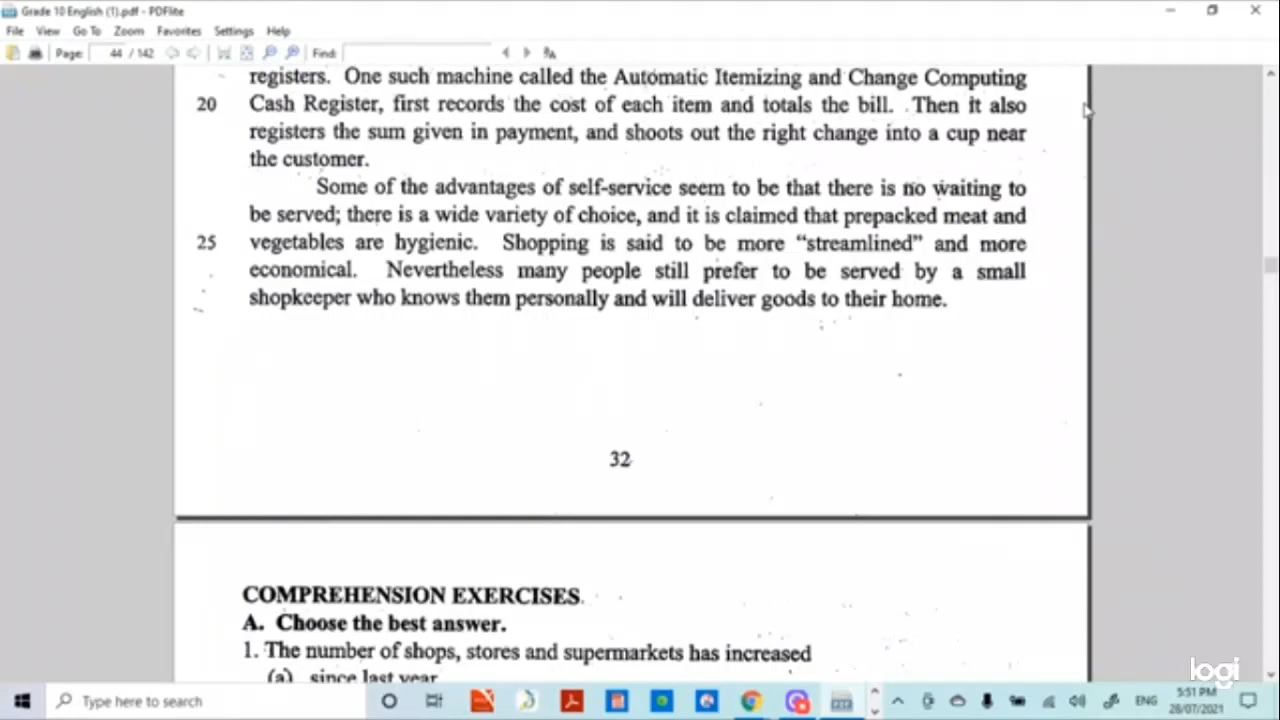 Grade 10 English (1).pdf - PDFlite
File View Go To Zoom Favorites Settings Help
Page: 44 / 142 Find:
registers. One such machine called the Automatic Itemizing and Change Computing
20 Cash Register, first records the cost of each item and totals the bill. Then it also
registers the sum given in payment, and shoots out the right change into a cup near
the customer.
Some of the advantages of self-service seem to be that there is no waiting to
be served; there is a wide variety of choice, and it is claimed that prepacked meat and
25 vegetables are hygienic. Shopping is said to be more “streamlined” and more
economical. Nevertheless many people still prefer to be served by a small
shopkeeper who knows them personally and will deliver goods to their home.
32
COMPREHENSION EXERCISES.
A. Choose the best answer.
1. The number of shops, stores and supermarkets has increased
(a) since last year
logi
Type here to search
ENG
5:51 PM
28/07/2021